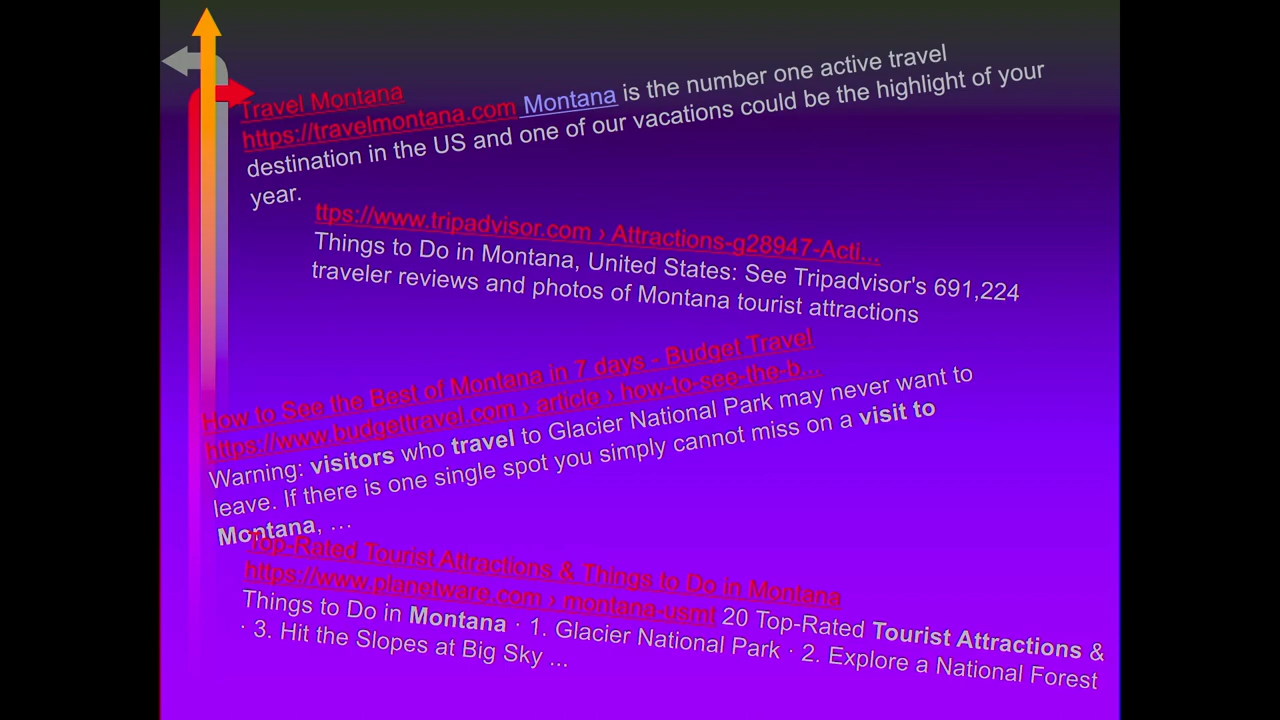 Travel Montana
https://travelmontana.com Montana is the number one active travel
destination in the US and one of our vacations could be the highlight of your
year.
ttps://www.tripadvisor.com › Attractions-g28947-Acti...
Things to Do in Montana, United States: See Tripadvisor's 691,224
traveler reviews and photos of Montana tourist attractions
How to See the Best of Montana in 7 days - Budget Travel
https://www.budgettravel.com › article › how-to-see-the-b...
Warning: visitors who travel to Glacier National Park may never want to
leave. If there is one single spot you simply cannot miss on a visit to
Montana, …
Top-Rated Tourist Attractions & Things to Do in Montana
https://www.planetware.com › montana-usmt 20 Top-Rated Tourist Attractions &
Things to Do in Montana · 1. Glacier National Park · 2. Explore a National Forest
· 3. Hit the Slopes at Big Sky ...